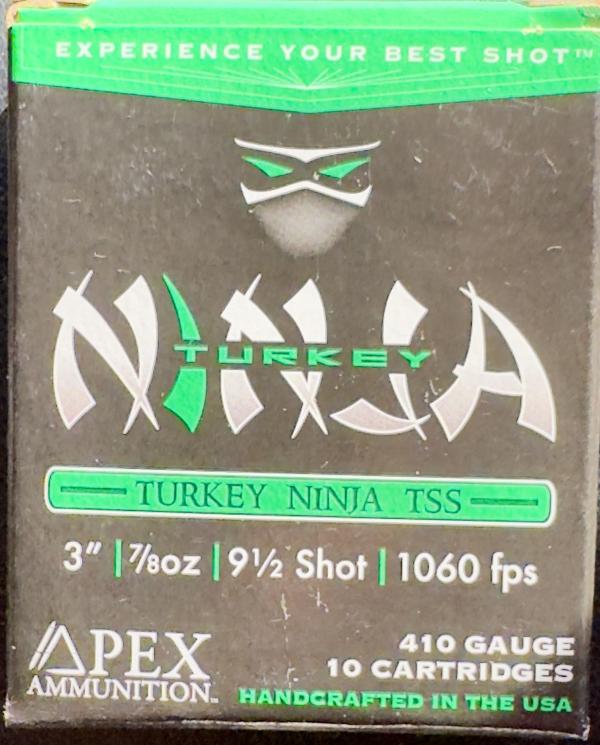 EXPERIENCE YOUR BEST SHOT™
NINJA
TURKEY
TURKEY NINJA TSS
3" | 7/8oz | 9½ Shot | 1060 fps
APEX
AMMUNITION
410 GAUGE
10 CARTRIDGES
HANDCRAFTED IN THE USA